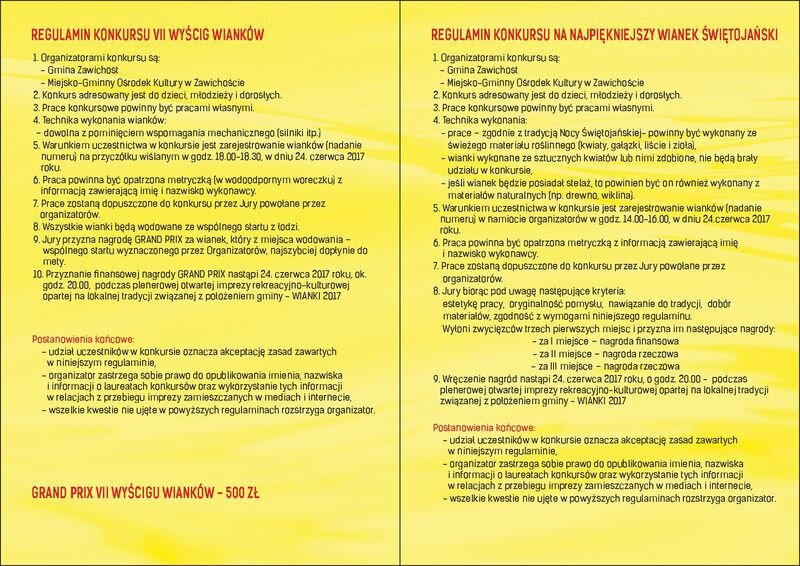 REGULAMIN KONKURSU VII WYŚCIG WIANKÓW
1. Organizatorami konkursu są:
– Gmina Zawichost
– Miejsko-Gminny Ośrodek Kultury w Zawichoście
2. Konkurs adresowany jest do dzieci, młodzieży i dorosłych.
3. Prace konkursowe powinny być pracami własnymi.
4. Technika wykonania wianków:
– dowolna z pominięciem wspomagania mechanicznego (silniki itp.)
5. Warunkiem uczestnictwa w konkursie jest zarejestrowanie wianków (nadanie
numeru) na przyczółku wiślanym w godz. 18.00-18.30, w dniu 24. czerwca 2017
roku.
6. Praca powinna być opatrzona metryczką (w wodoodpornym woreczku) z
informacją zawierającą imię i nazwisko wykonawcy.
7. Prace zostaną dopuszczone do konkursu przez Jury powołane przez
organizatorów.
8. Wszystkie wianki będą wodowane ze wspólnego startu z łodzi.
9. Jury przyzna nagrodę GRAND PRIX za wianek, który z miejsca wodowania –
wspólnego startu wyznaczonego przez Organizatorów, najszybciej dopłynie do
mety.
10. Przyznanie finansowej nagrody GRAND PRIX nastąpi 24. czerwca 2017 roku, ok.
godz. 20.00, podczas plenerowej otwartej imprezy rekreacyjno-kulturowej
opartej na lokalnej tradycji związanej z położeniem gminy – WIANKI 2017
Postanowienia końcowe:
– udział uczestników w konkursie oznacza akceptację zasad zawartych
w niniejszym regulaminie,
– organizator zastrzega sobie prawo do opublikowania imienia, nazwiska
i informacji o laureatach konkursów oraz wykorzystanie tych informacji
w relacjach z przebiegu imprezy zamieszczanych w mediach i internecie,
– wszelkie kwestie nie ujęte w powyższych regulaminach rozstrzyga organizator.
GRAND PRIX VII WYŚCIGU WIANKÓW – 500 ZŁ
REGULAMIN KONKURSU NA NAJPIĘKNIEJSZY WIANEK ŚWIĘTOJAŃSKI
1. Organizatorami konkursu są:
– Gmina Zawichost
– Miejsko-Gminny Ośrodek Kultury w Zawichoście
2. Konkurs adresowany jest do dzieci, młodzieży i dorosłych.
3. Prace konkursowe powinny być pracami własnymi.
4. Technika wykonania:
– prace – zgodnie z tradycją Nocy Świętojańskiej– powinny być wykonany ze
świeżego materiału roślinnego (kwiaty, gałązki, liście i zioła),
– wianki wykonane ze sztucznych kwiatów lub nimi zdobione, nie będą brały
udziału w konkursie,
– jeśli wianek będzie posiadał stelaż, to powinien być on również wykonany z
materiałów naturalnych (np. drewno, wiklina).
5. Warunkiem uczestnictwa w konkursie jest zarejestrowanie wianków (nadanie
numeru) w namiocie organizatorów w godz. 14.00-16.00, w dniu 24.czerwca 2017
roku.
6. Praca powinna być opatrzona metryczką z informacją zawierającą imię
i nazwisko wykonawcy.
7. Prace zostaną dopuszczone do konkursu przez Jury powołane przez
organizatorów.
8. Jury biorąc pod uwagę następujące kryteria:
estetykę pracy, oryginalność pomysłu, nawiązanie do tradycji, dobór
materiałów, zgodność z wymogami niniejszego regulaminu.
Wyłoni zwycięzców trzech pierwszych miejsc i przyzna im następujące nagrody:
– za I miejsce – nagroda finansowa
– za II miejsce – nagroda rzeczowa
– za III miejsce – nagroda rzeczowa
9. Wręczenie nagród nastąpi 24. czerwca 2017 roku, o godz. 20.00 – podczas
plenerowej otwartej imprezy rekreacyjno-kulturowej opartej na lokalnej tradycji
związanej z położeniem gminy – WIANKI 2017
Postanowienia końcowe:
– udział uczestników w konkursie oznacza akceptację zasad zawartych
w niniejszym regulaminie,
– organizator zastrzega sobie prawo do opublikowania imienia, nazwiska
i informacji o laureatach konkursów oraz wykorzystanie tych informacji
w relacjach z przebiegu imprezy zamieszczanych w mediach i internecie,
– wszelkie kwestie nie ujęte w powyższych regulaminach rozstrzyga organizator.